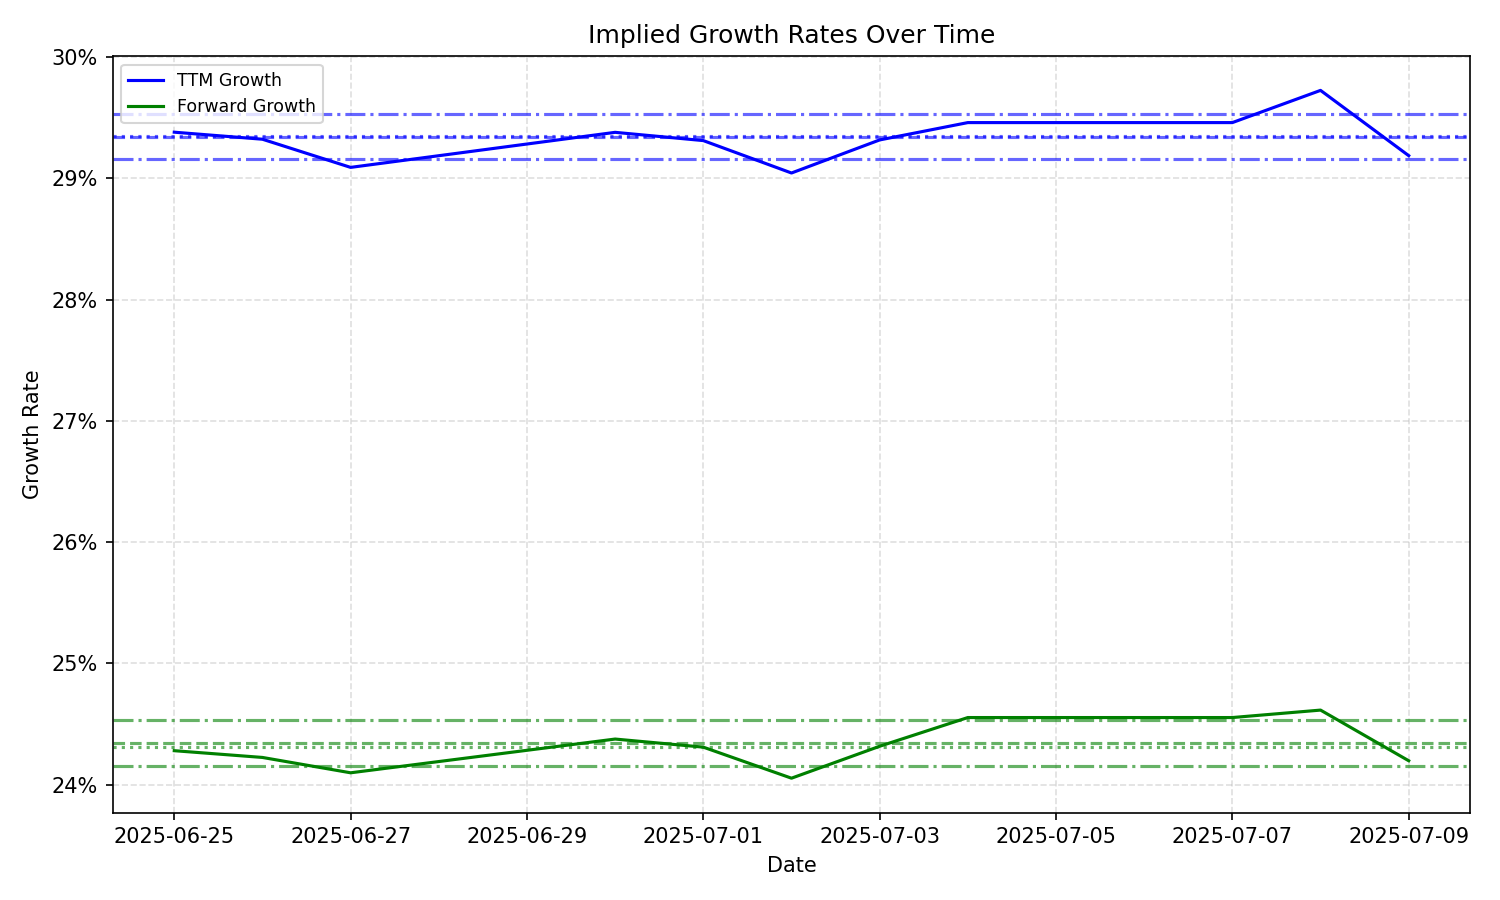 Implied Growth Rates Over Time
TTM Growth
Forward Growth
30%
29%
28%
27%
26%
25%
24%
Growth Rate
2025-06-25 2025-06-27 2025-06-29 2025-07-01 2025-07-03 2025-07-05 2025-07-07 2025-07-09
Date